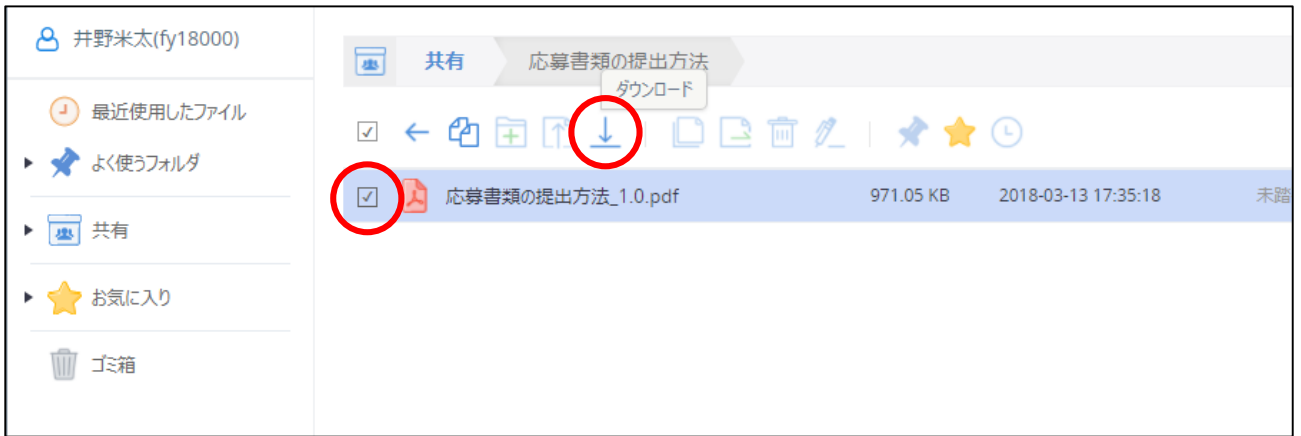 井野米太(fy18000)
最近使用したファイル
よく使うフォルダ
共有
お気に入り
ゴミ箱
共有 応募書類の提出方法
ダウンロード
応募書類の提出方法_1.0.pdf 971.05 KB 2018-03-13 17:35:18 未踏